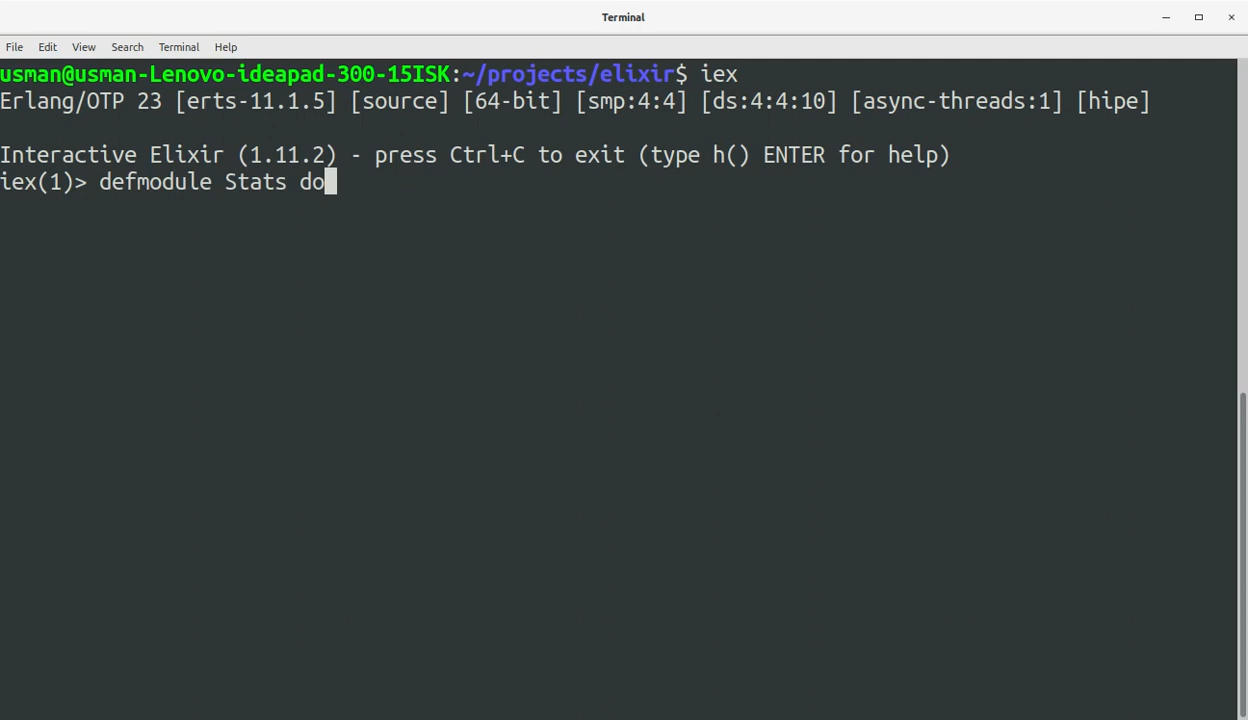 Terminal
File Edit View Search Terminal Help
usman@usman-Lenovo-ideapad-300-15ISK:~/projects/elixir$ iex
Erlang/OTP 23 [erts-11.1.5] [source] [64-bit] [smp:4:4] [ds:4:4:10] [async-threads:1] [hipe]
Interactive Elixir (1.11.2) - press Ctrl+C to exit (type h() ENTER for help)
iex(1)> defmodule Stats do